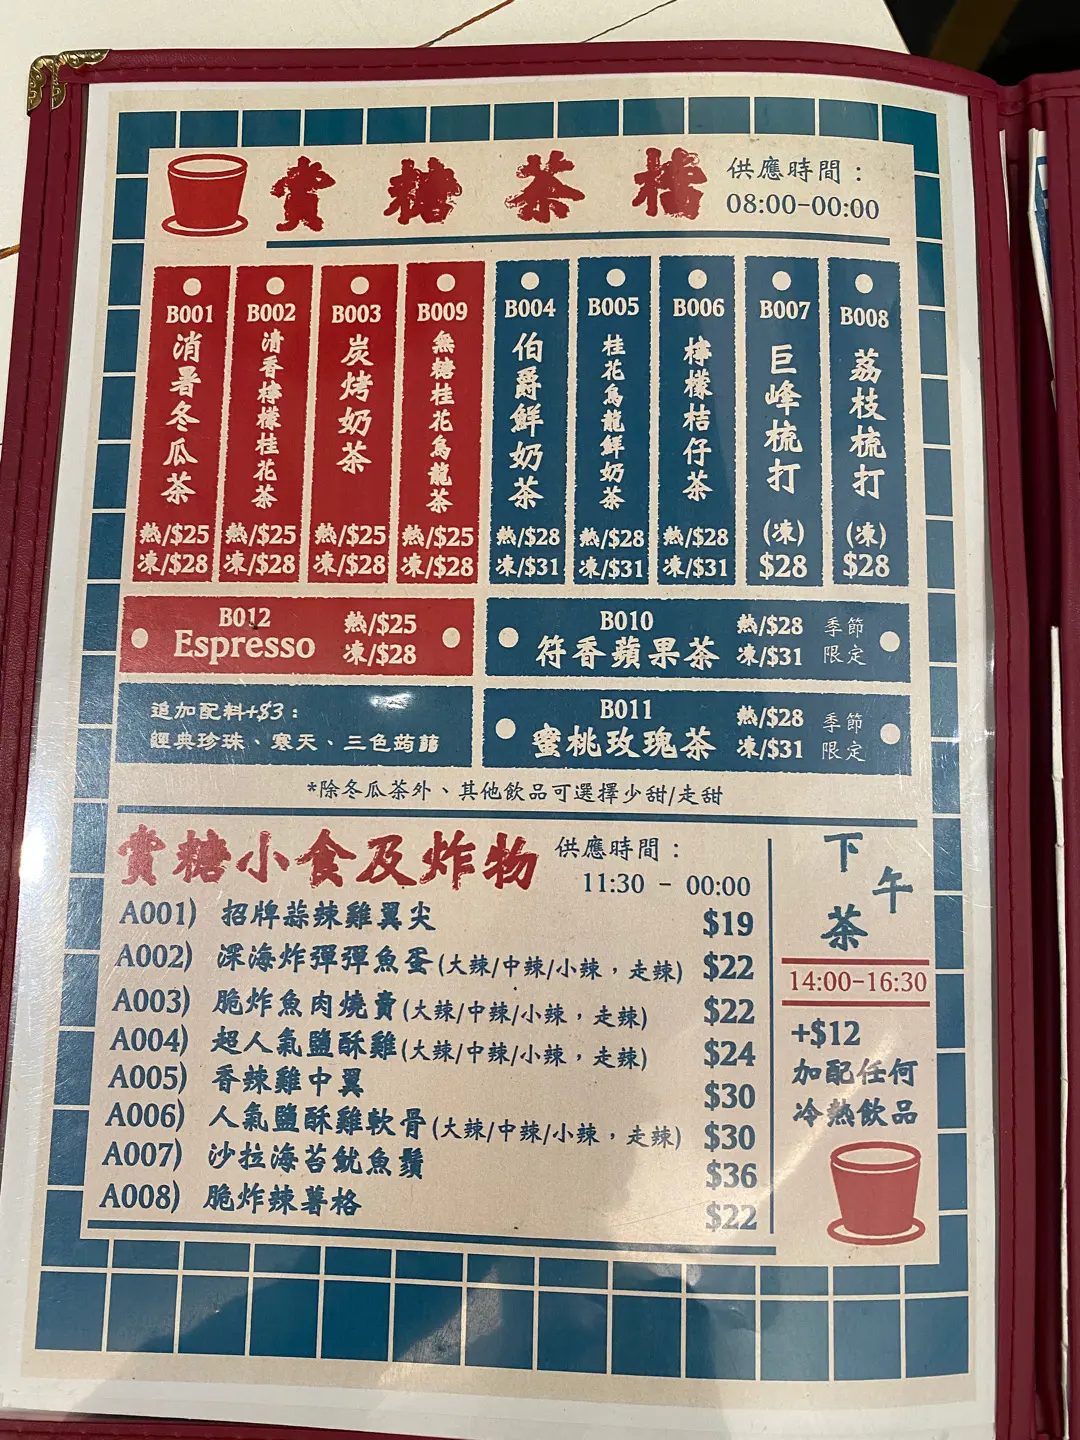 賞糖茶檔
供應時間：
08:00-00:00
B001
消暑冬瓜茶
熱/$25
凍/$28
B002
清香檸檬桂花茶
熱/$25
凍/$28
B003
炭烤奶茶
熱/$25
凍/$28
B009
無糖桂花烏龍茶
熱/$25
凍/$28
B004
伯爵鮮奶茶
熱/$28
凍/$31
B005
桂花烏龍鮮奶茶
熱/$28
凍/$31
B006
檸檬桔仔茶
熱/$28
凍/$31
B007
巨峰梳打
(凍)
$28
B008
荔枝梳打
(凍)
$28
B012
Espresso
熱/$25
凍/$28
B010
符香蘋果茶
熱/$28
凍/$31
季節
限定
追加配料+$3：
經典珍珠、寒天、三色蒟蒻
B011
蜜桃玫瑰茶
熱/$28
凍/$31
季節
限定
*除冬瓜茶外、其他飲品可選擇少甜/走甜
賞糖小食及炸物
供應時間：
11:30 - 00:00
A001) 招牌蒜辣雞翼尖 $19
A002) 深海炸彈彈魚蛋(大辣/中辣/小辣，走辣) $22
A003) 脆炸魚肉燒賣(大辣/中辣/小辣，走辣) $22
A004) 超人氣鹽酥雞(大辣/中辣/小辣，走辣) $24
A005) 香辣雞中翼 $30
A006) 人氣鹽酥雞軟骨(大辣/中辣/小辣，走辣) $30
A007) 沙拉海苔魷魚鬚 $36
A008) 脆炸辣薯格 $22
下午茶
14:00-16:30
+$12
加配任何
冷熱飲品